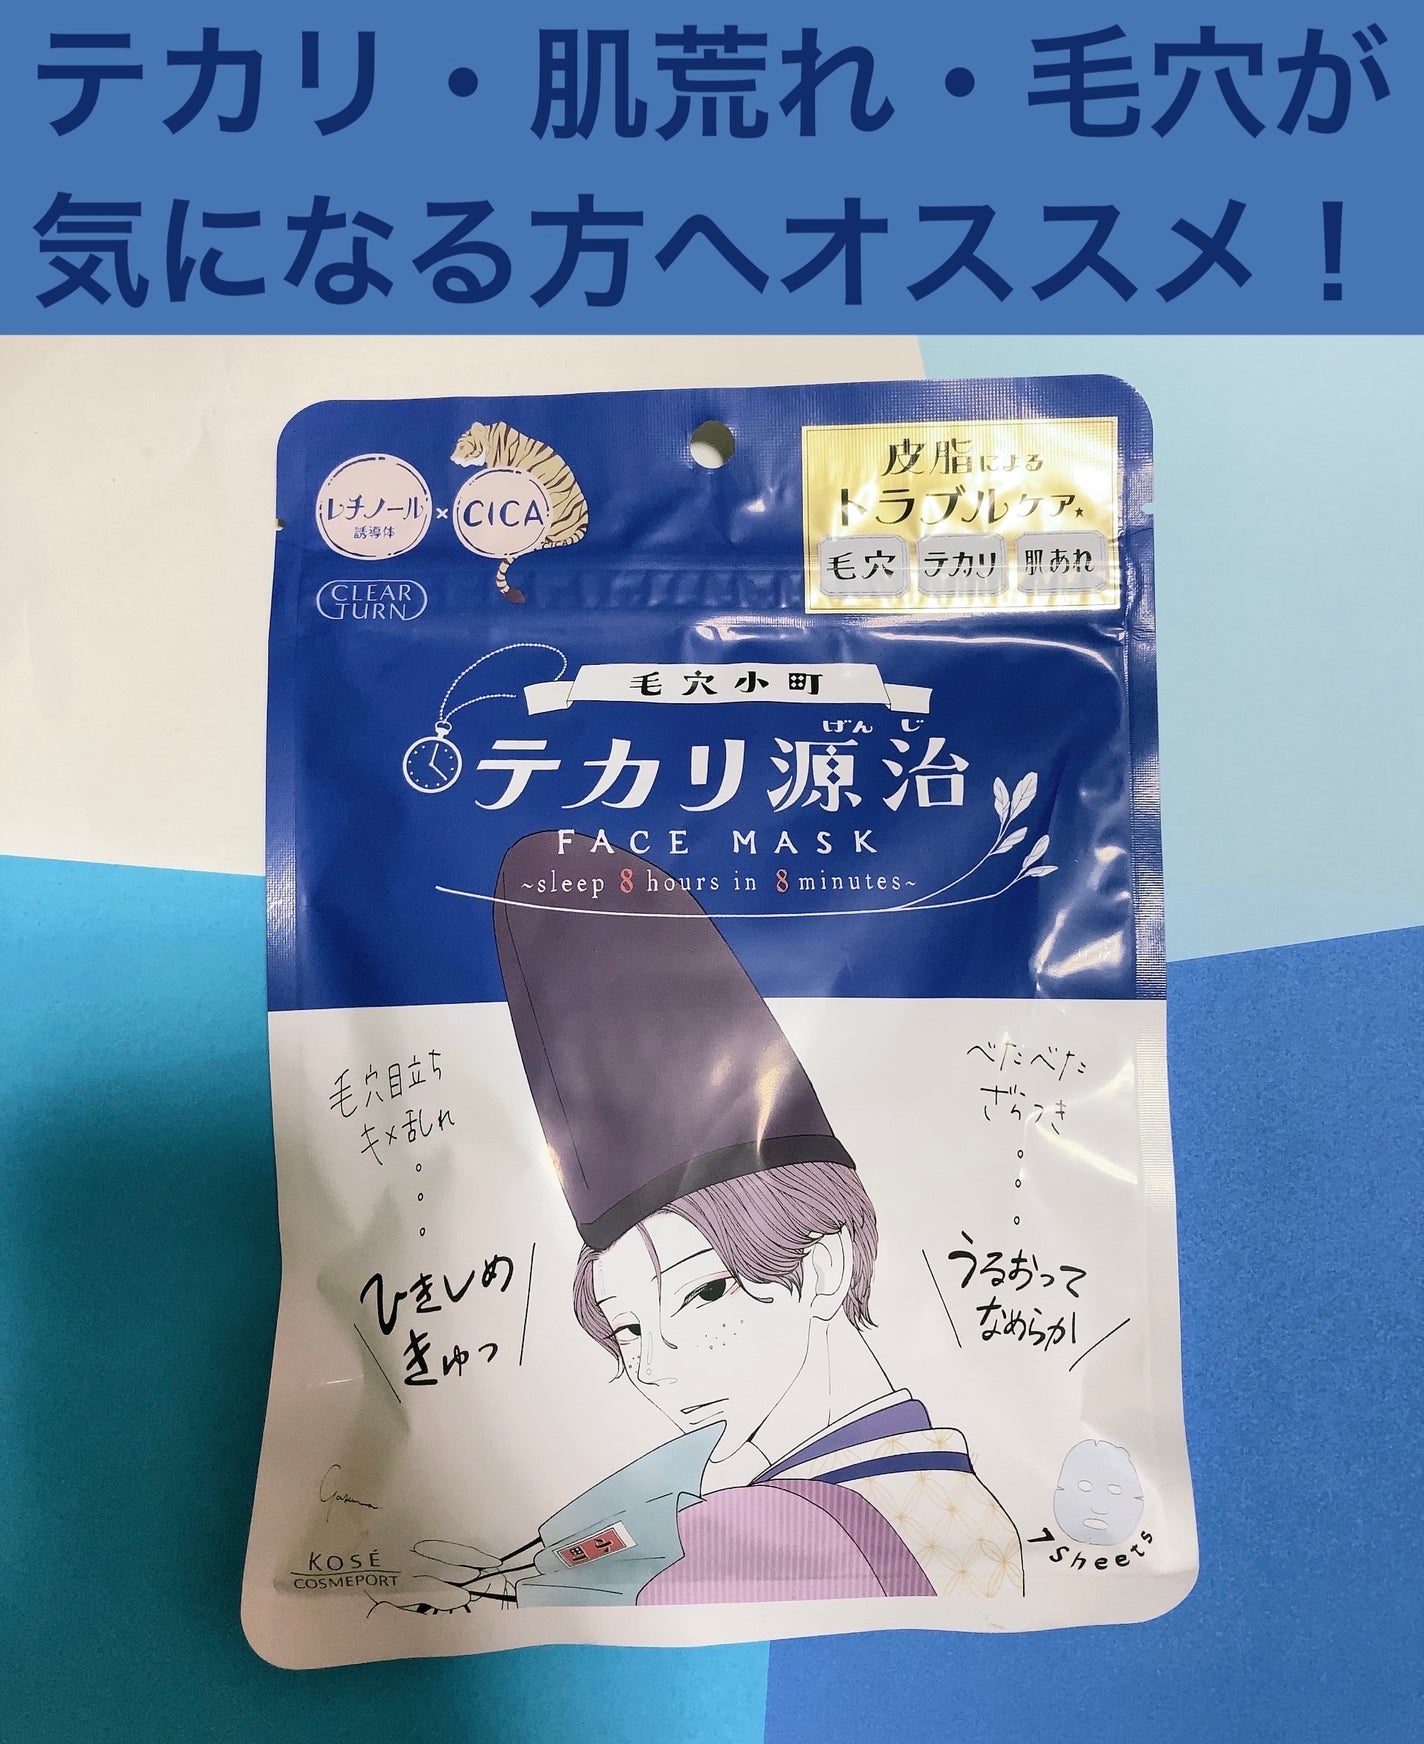 テカリ・肌荒れ・毛穴が
気になる方へオススメ！
レチノール
誘導体
×
CICA
CICA
CLEAR
TURN
皮脂による
トラブルケア★
毛穴 テカリ 肌あれ
毛穴小町
げんじ
テカリ源治
FACE MASK
~sleep 8 hours in 8 minutes~
毛穴目立ち
キメ乱れ
ひきしめ
きゅっ
べたべた
ざらつき
うるおって
なめらか
小町
7sheets
KOSÉ
COSMEPORT